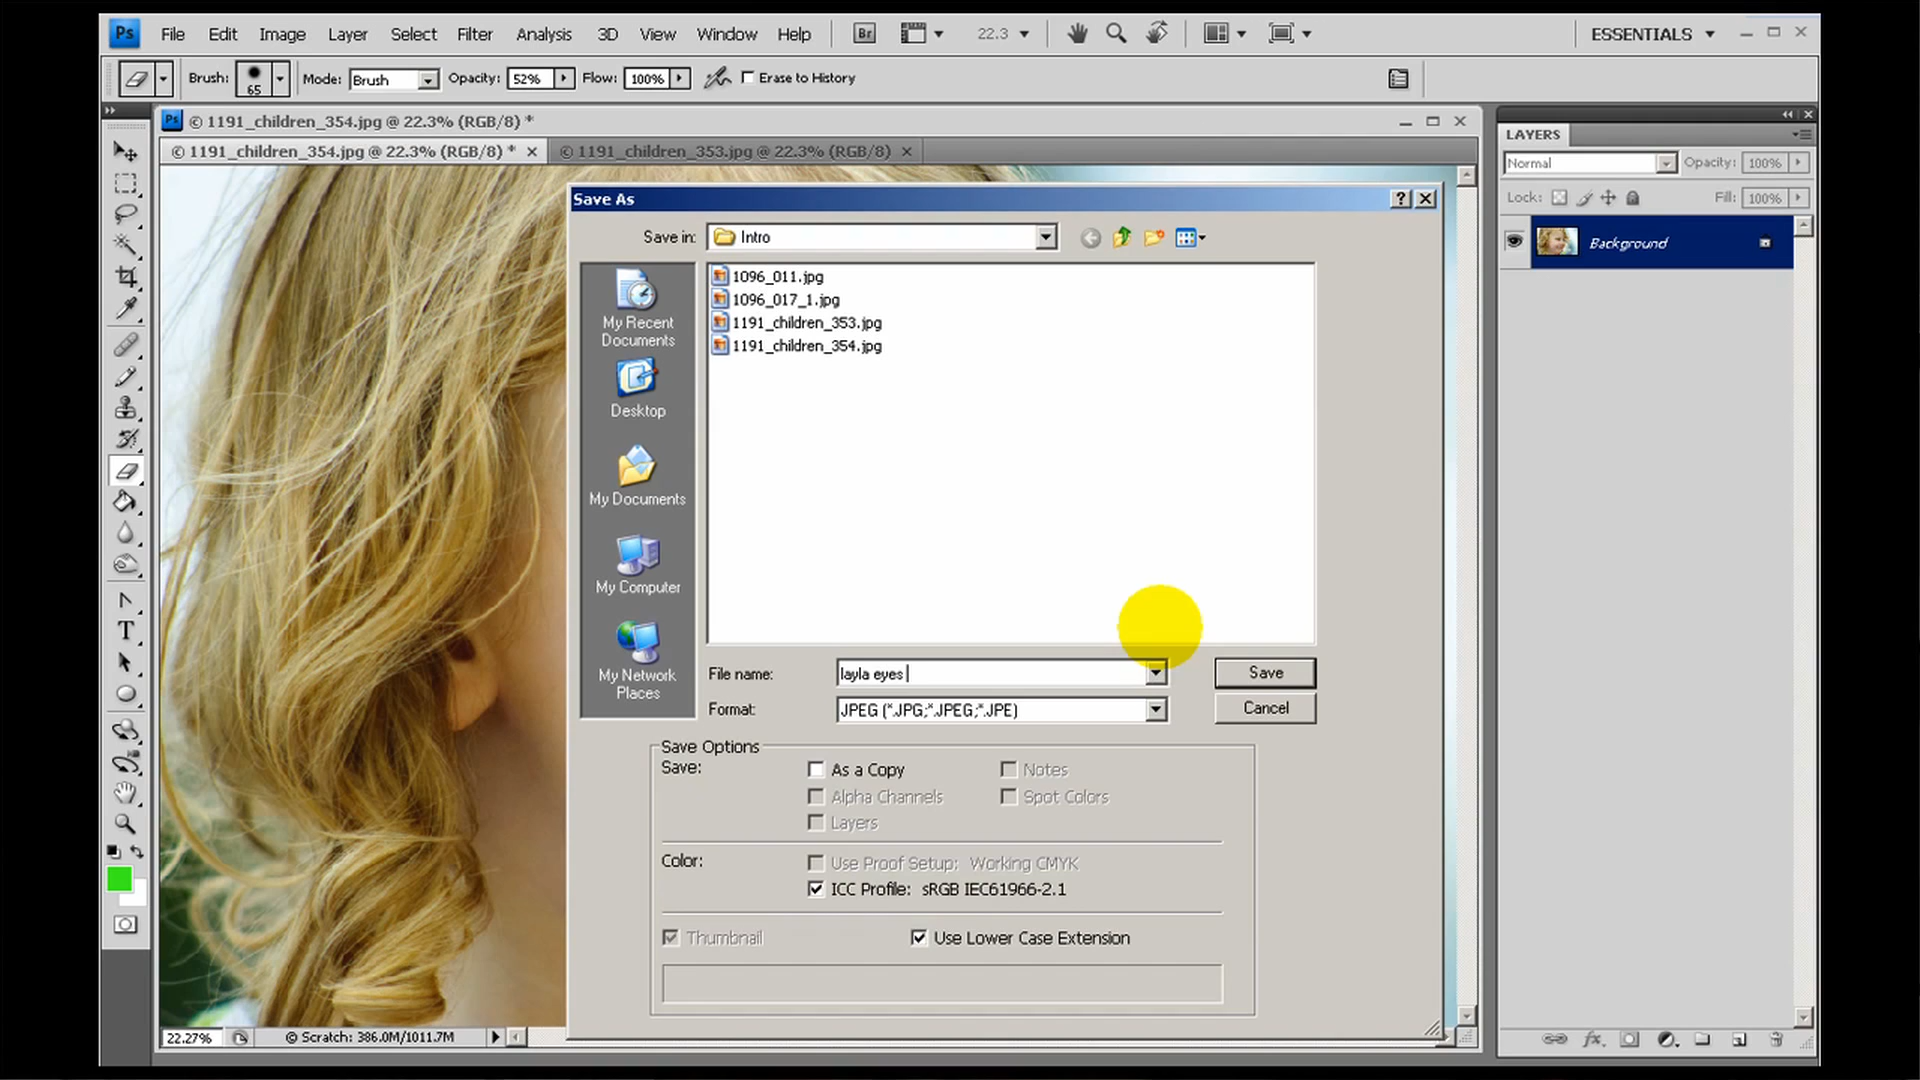 Ps File Edit Image Layer Select Filter Analysis 3D View Window Help Br 22.3 ESSENTIALS
Brush: 65 Mode: Brush Opacity: 52% Flow: 100% Erase to History
Ps © 1191_children_354.jpg @ 22.3% (RGB/8) *
© 1191_children_354.jpg @ 22.3% (RGB/8) * © 1191_children_353.jpg @ 22.3% (RGB/8)
LAYERS
Normal Opacity: 100%
Lock: Fill: 100%
Background
Save As
Save in: Intro
1096_011.jpg
1096_017_1.jpg
1191_children_353.jpg
1191_children_354.jpg
My Recent
Documents
Desktop
My Documents
My Computer
My Network
Places
File name: layla eyes Save
Format: JPEG (*.JPG;*.JPEG;*.JPE) Cancel
Save Options
Save: As a Copy Notes
Alpha Channels Spot Colors
Layers
Color: Use Proof Setup: Working CMYK
ICC Profile: sRGB IEC61966-2.1
Thumbnail Use Lower Case Extension
22.27% © Scratch: 386.0M/1011.7M
fx